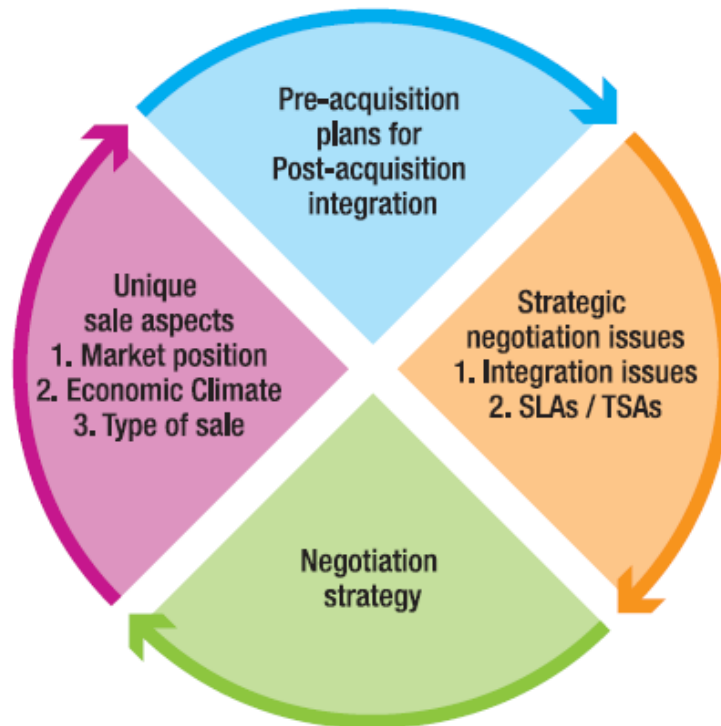 Pre-acquisition
plans for
Post-acquisition
integration
Strategic
negotiation issues
1. Integration issues
2. SLAs / TSAs
Negotiation
strategy
Unique
sale aspects
1. Market position
2. Economic Climate
3. Type of sale